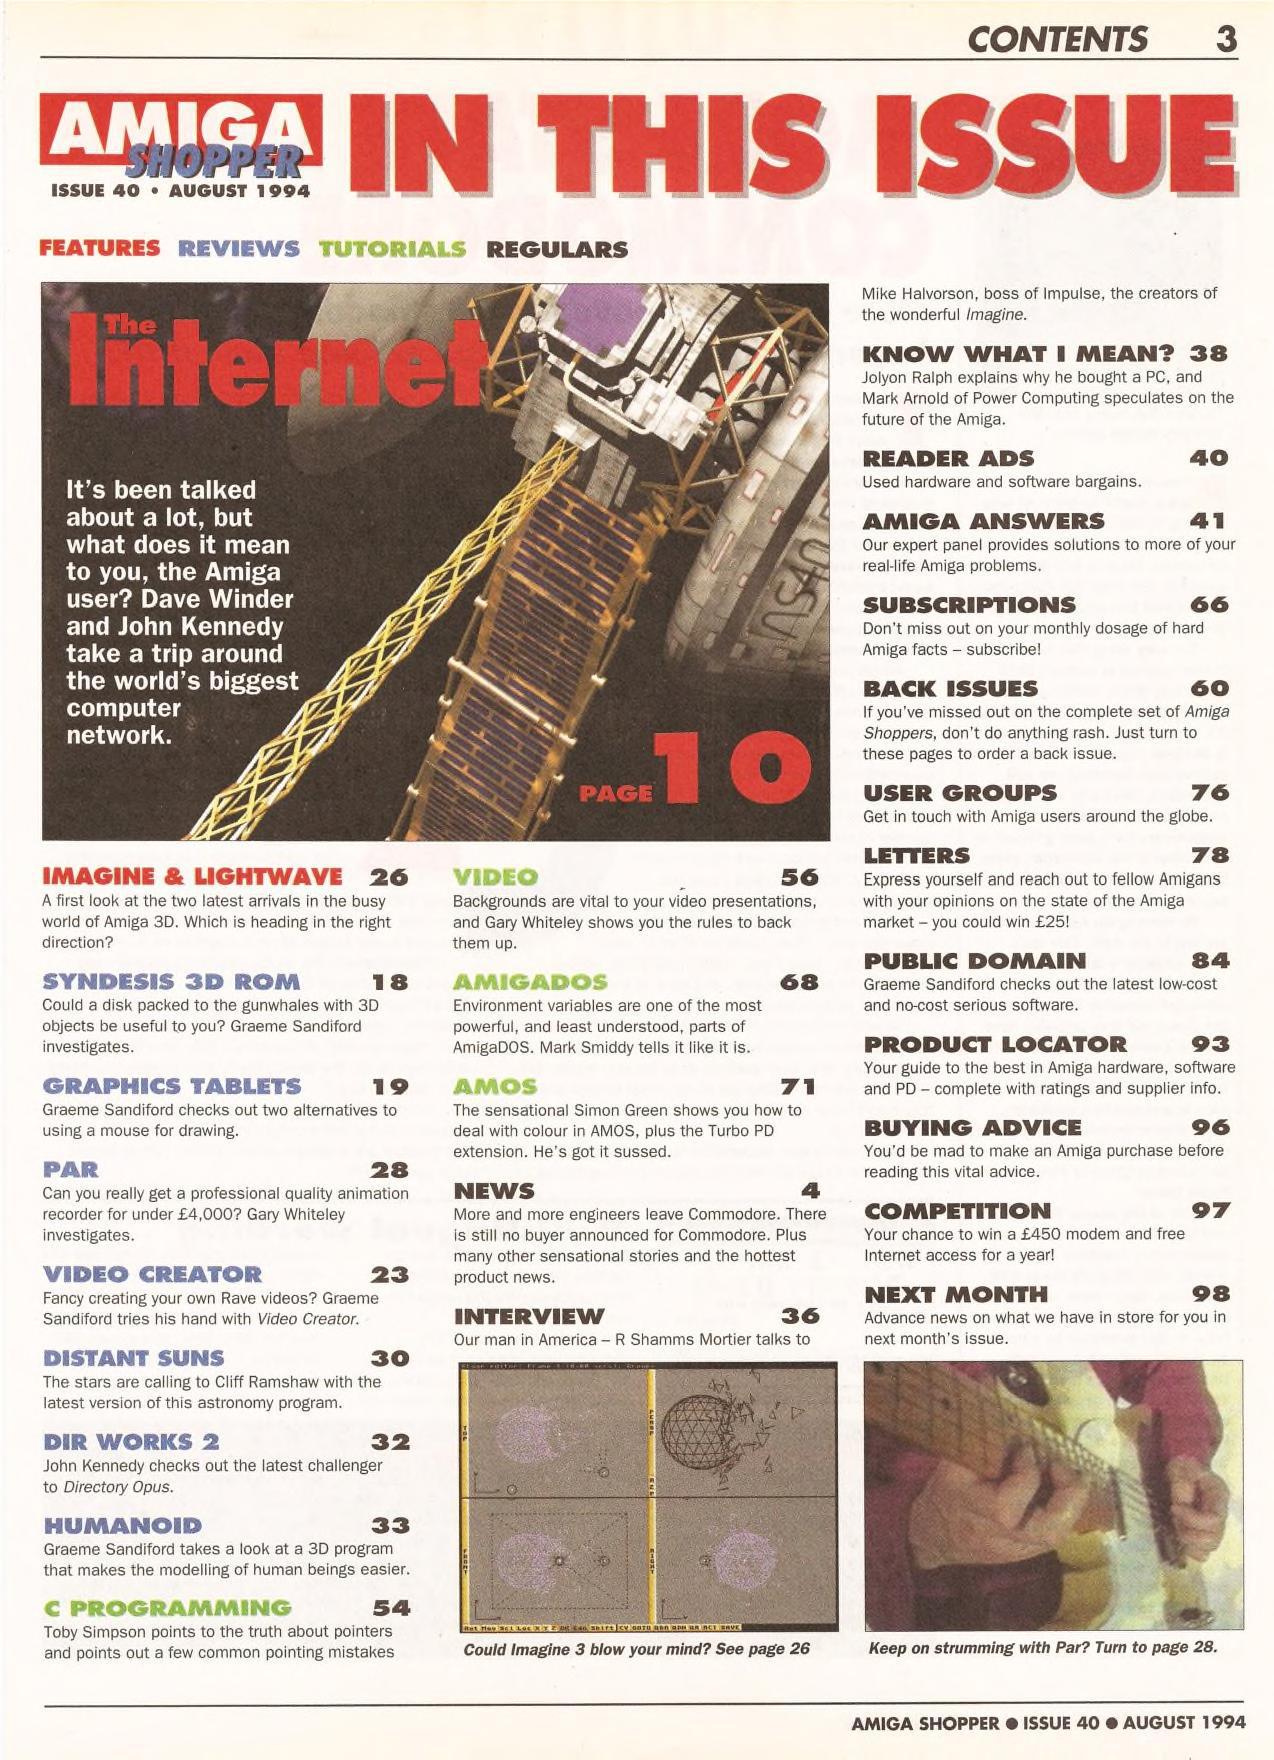 CONTENTS 3
AMIGA
SHOPPER
ISSUE 40 • AUGUST 1994
IN THIS ISSUE
FEATURES REVIEWS TUTORIALS REGULARS
The
Internet
It's been talked
about a lot, but
what does it mean
to you, the Amiga
user? Dave Winder
and John Kennedy
take a trip around
the world's biggest
computer
network.
USA
PAGE 10
IMAGINE & LIGHTWAVE 26
A first look at the two latest arrivals in the busy
world of Amiga 3D. Which is heading in the right
direction?
SYNDESIS 3D ROM 18
Could a disk packed to the gunwhales with 3D
objects be useful to you? Graeme Sandiford
investigates.
GRAPHICS TABLETS 19
Graeme Sandiford checks out two alternatives to
using a mouse for drawing.
PAR 28
Can you really get a professional quality animation
recorder for under £4,000? Gary Whiteley
investigates.
VIDEO CREATOR 23
Fancy creating your own Rave videos? Graeme
Sandiford tries his hand with Video Creator.
DISTANT SUNS 30
The stars are calling to Cliff Ramshaw with the
latest version of this astronomy program.
DIR WORKS 2 32
John Kennedy checks out the latest challenger
to Directory Opus.
HUMANOID 33
Graeme Sandiford takes a look at a 3D program
that makes the modelling of human beings easier.
C PROGRAMMING 54
Toby Simpson points to the truth about pointers
and points out a few common pointing mistakes
VIDEO 56
Backgrounds are vital to your video presentations,
and Gary Whiteley shows you the rules to back
them up.
AMIGADOS 68
Environment variables are one of the most
powerful, and least understood, parts of
AmigaDOS. Mark Smiddy tells it like it is.
AMOS 71
The sensational Simon Green shows you how to
deal with colour in AMOS, plus the Turbo PD
extension. He's got it sussed.
NEWS 4
More and more engineers leave Commodore. There
is still no buyer announced for Commodore. Plus
many other sensational stories and the hottest
product news.
INTERVIEW 36
Our man in America – R Shamms Mortier talks to
TOP
PERSP
FRONT
RIGHT
Could Imagine 3 blow your mind? See page 26
Mike Halvorson, boss of Impulse, the creators of
the wonderful Imagine.
KNOW WHAT I MEAN? 38
Jolyon Ralph explains why he bought a PC, and
Mark Arnold of Power Computing speculates on the
future of the Amiga.
READER ADS 40
Used hardware and software bargains.
AMIGA ANSWERS 41
Our expert panel provides solutions to more of your
real-life Amiga problems.
SUBSCRIPTIONS 66
Don't miss out on your monthly dosage of hard
Amiga facts – subscribe!
BACK ISSUES 60
If you've missed out on the complete set of Amiga
Shoppers, don't do anything rash. Just turn to
these pages to order a back issue.
USER GROUPS 76
Get in touch with Amiga users around the globe.
LETTERS 78
Express yourself and reach out to fellow Amigans
with your opinions on the state of the Amiga
market – you could win £25!
PUBLIC DOMAIN 84
Graeme Sandiford checks out the latest low-cost
and no-cost serious software.
PRODUCT LOCATOR 93
Your guide to the best in Amiga hardware, software
and PD – complete with ratings and supplier info.
BUYING ADVICE 96
You'd be mad to make an Amiga purchase before
reading this vital advice.
COMPETITION 97
Your chance to win a £450 modem and free
Internet access for a year!
NEXT MONTH 98
Advance news on what we have in store for you in
next month's issue.
Keep on strumming with Par? Turn to page 28.
AMIGA SHOPPER ● ISSUE 40 ● AUGUST 1994